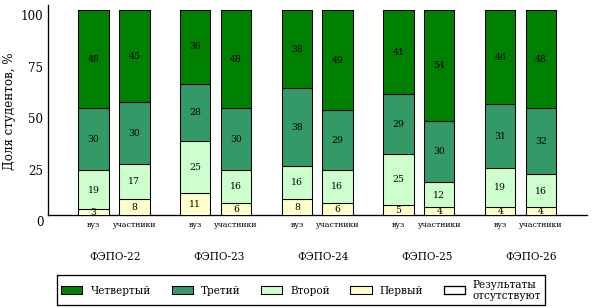 Доля студентов, %
100
75
50
25
0
48 45 36 48 38 49 41 54 46 48
30 30 28 30 38 29 29 30 31 32
19 17 25 16 16 16 25 12 19 16
3 8 11 6 8 6 5 4 4 4
вуз участники вуз участники вуз участники вуз участники вуз участники
ФЭПО-22 ФЭПО-23 ФЭПО-24 ФЭПО-25 ФЭПО-26
Четвертый Третий Второй Первый Результаты
отсутствуют